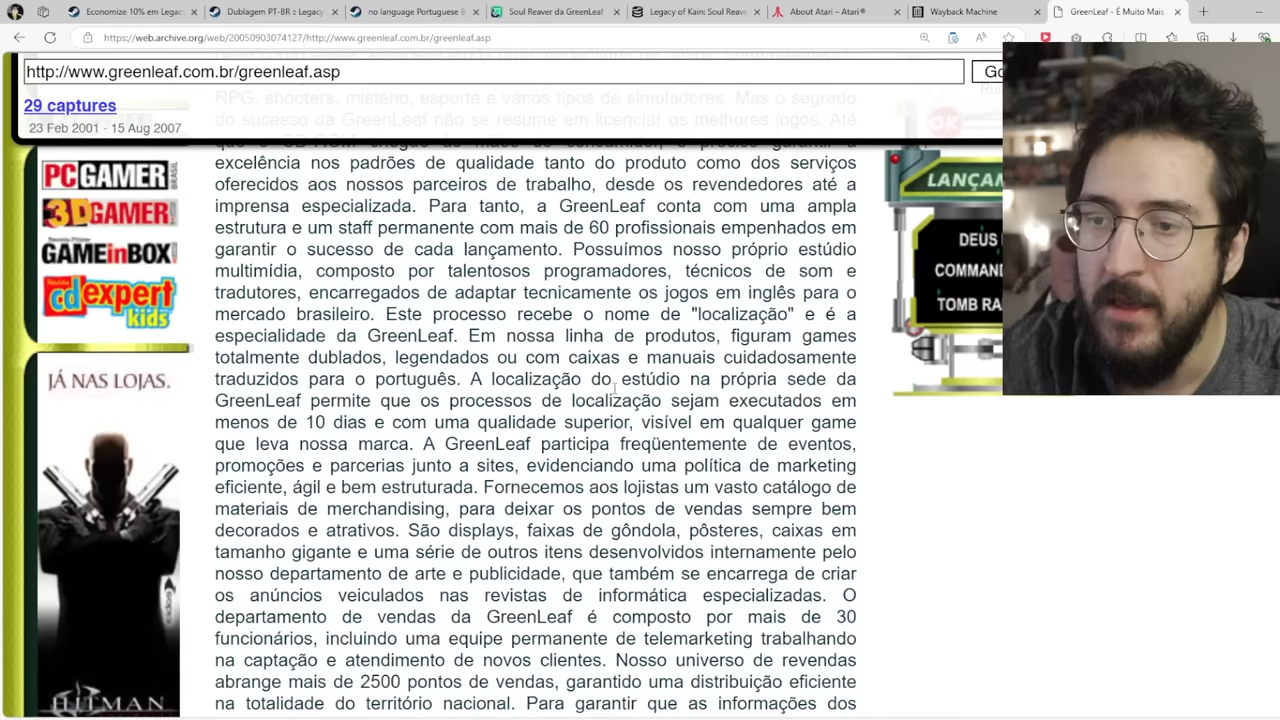 Economize 10% em Legac
Dublagem PT-BR :: Legacy
no language Portuguese B
Soul Reaver da GreenLeaf
Legacy of Kain: Soul Reave
About Atari – Atari®
Wayback Machine
GreenLeaf - É Muito Mais
https://web.archive.org/web/20050903074127/http://www.greenleaf.com.br/greenleaf.asp
http://www.greenleaf.com.br/greenleaf.asp
Go
29 captures
23 Feb 2001 - 15 Aug 2007
RPG, shooters, mistério, esporte e vários tipos de simuladores. Mas o segredo
do sucesso da GreenLeaf não se resume em licenciar os melhores jogos. Até
excelência nos padrões de qualidade tanto do produto como dos serviços
oferecidos aos nossos parceiros de trabalho, desde os revendedores até a
imprensa especializada. Para tanto, a GreenLeaf conta com uma ampla
estrutura e um staff permanente com mais de 60 profissionais empenhados em
garantir o sucesso de cada lançamento. Possuímos nosso próprio estúdio
multimídia, composto por talentosos programadores, técnicos de som e
tradutores, encarregados de adaptar tecnicamente os jogos em inglês para o
mercado brasileiro. Este processo recebe o nome de "localização" e é a
especialidade da GreenLeaf. Em nossa linha de produtos, figuram games
totalmente dublados, legendados ou com caixas e manuais cuidadosamente
traduzidos para o português. A localização do estúdio na própria sede da
GreenLeaf permite que os processos de localização sejam executados em
menos de 10 dias e com uma qualidade superior, visível em qualquer game
que leva nossa marca. A GreenLeaf participa freqüentemente de eventos,
promoções e parcerias junto a sites, evidenciando uma política de marketing
eficiente, ágil e bem estruturada. Fornecemos aos lojistas um vasto catálogo de
materiais de merchandising, para deixar os pontos de vendas sempre bem
decorados e atrativos. São displays, faixas de gôndola, pôsteres, caixas em
tamanho gigante e uma série de outros itens desenvolvidos internamente pelo
nosso departamento de arte e publicidade, que também se encarrega de criar
os anúncios veiculados nas revistas de informática especializadas. O
departamento de vendas da GreenLeaf é composto por mais de 30
funcionários, incluindo uma equipe permanente de telemarketing trabalhando
na captação e atendimento de novos clientes. Nosso universo de revendas
abrange mais de 2500 pontos de vendas, garantido uma distribuição eficiente
na totalidade do território nacional. Para garantir que as informações dos
PCGAMER
BRASIL
3DGAMER
GAMEinBOX
cdexpert
kids
JÁ NAS LOJAS.
eidos
HITMAN
OK
LANÇAM
DEUS
COMMAND
TOMB RA